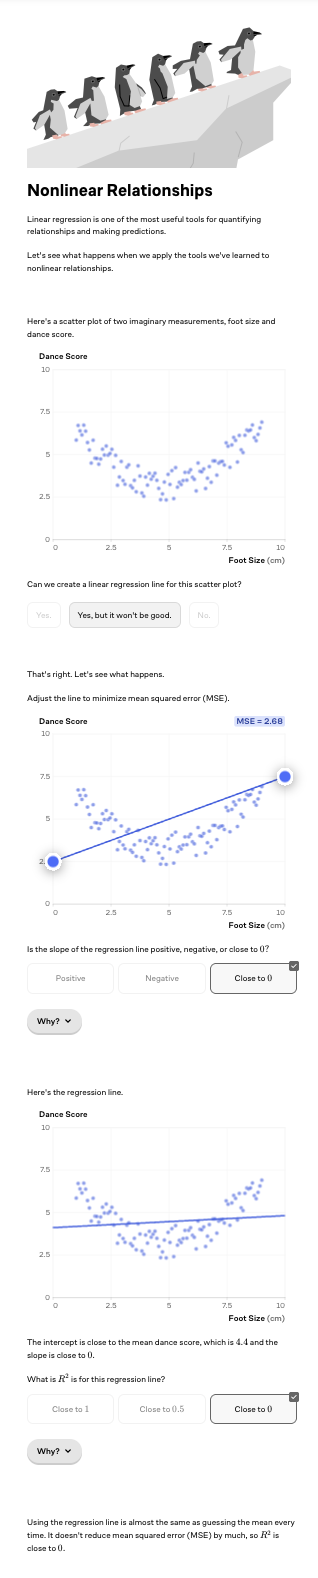 Nonlinear Relationships
Linear regression is one of the most useful tools for quantifying
relationships and making predictions.
Let's see what happens when we apply the tools we've learned to
nonlinear relationships.
Here's a scatter plot of two imaginary measurements, foot size and
dance score.
Dance Score
10
7.5
5
2.5
0
0 2.5 5 7.5 10
Foot Size (cm)
Can we create a linear regression line for this scatter plot?
Yes. Yes, but it won't be good. No.
That's right. Let's see what happens.
Adjust the line to minimize mean squared error (MSE).
Dance Score MSE = 2.68
10
7.5
5
2.
0
0 2.5 5 7.5 10
Foot Size (cm)
Is the slope of the regression line positive, negative, or close to 0?
Positive Negative Close to 0
Why?
Here's the regression line.
Dance Score
10
7.5
5
2.5
0
0 2.5 5 7.5 10
Foot Size (cm)
The intercept is close to the mean dance score, which is 4.4 and the
slope is close to 0.
What is R² is for this regression line?
Close to 1 Close to 0.5 Close to 0
Why?
Using the regression line is almost the same as guessing the mean every
time. It doesn't reduce mean squared error (MSE) by much, so R² is
close to 0.